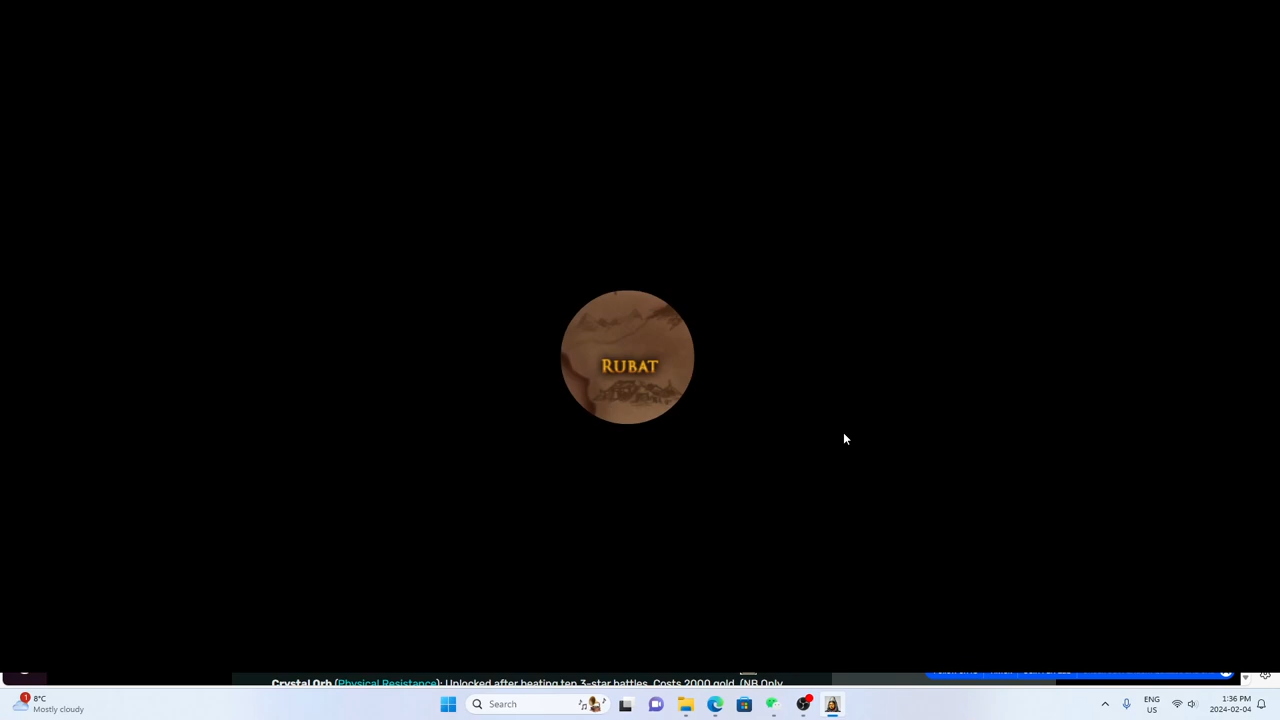 RUBAT
Crystal Orb (Physical Resistance): Unlocked after beating ten 3-star battles. Costs 2000 gold. (NB Only
1
8°C
Mostly cloudy
Search
ENG
US
1:36 PM
2024-02-04